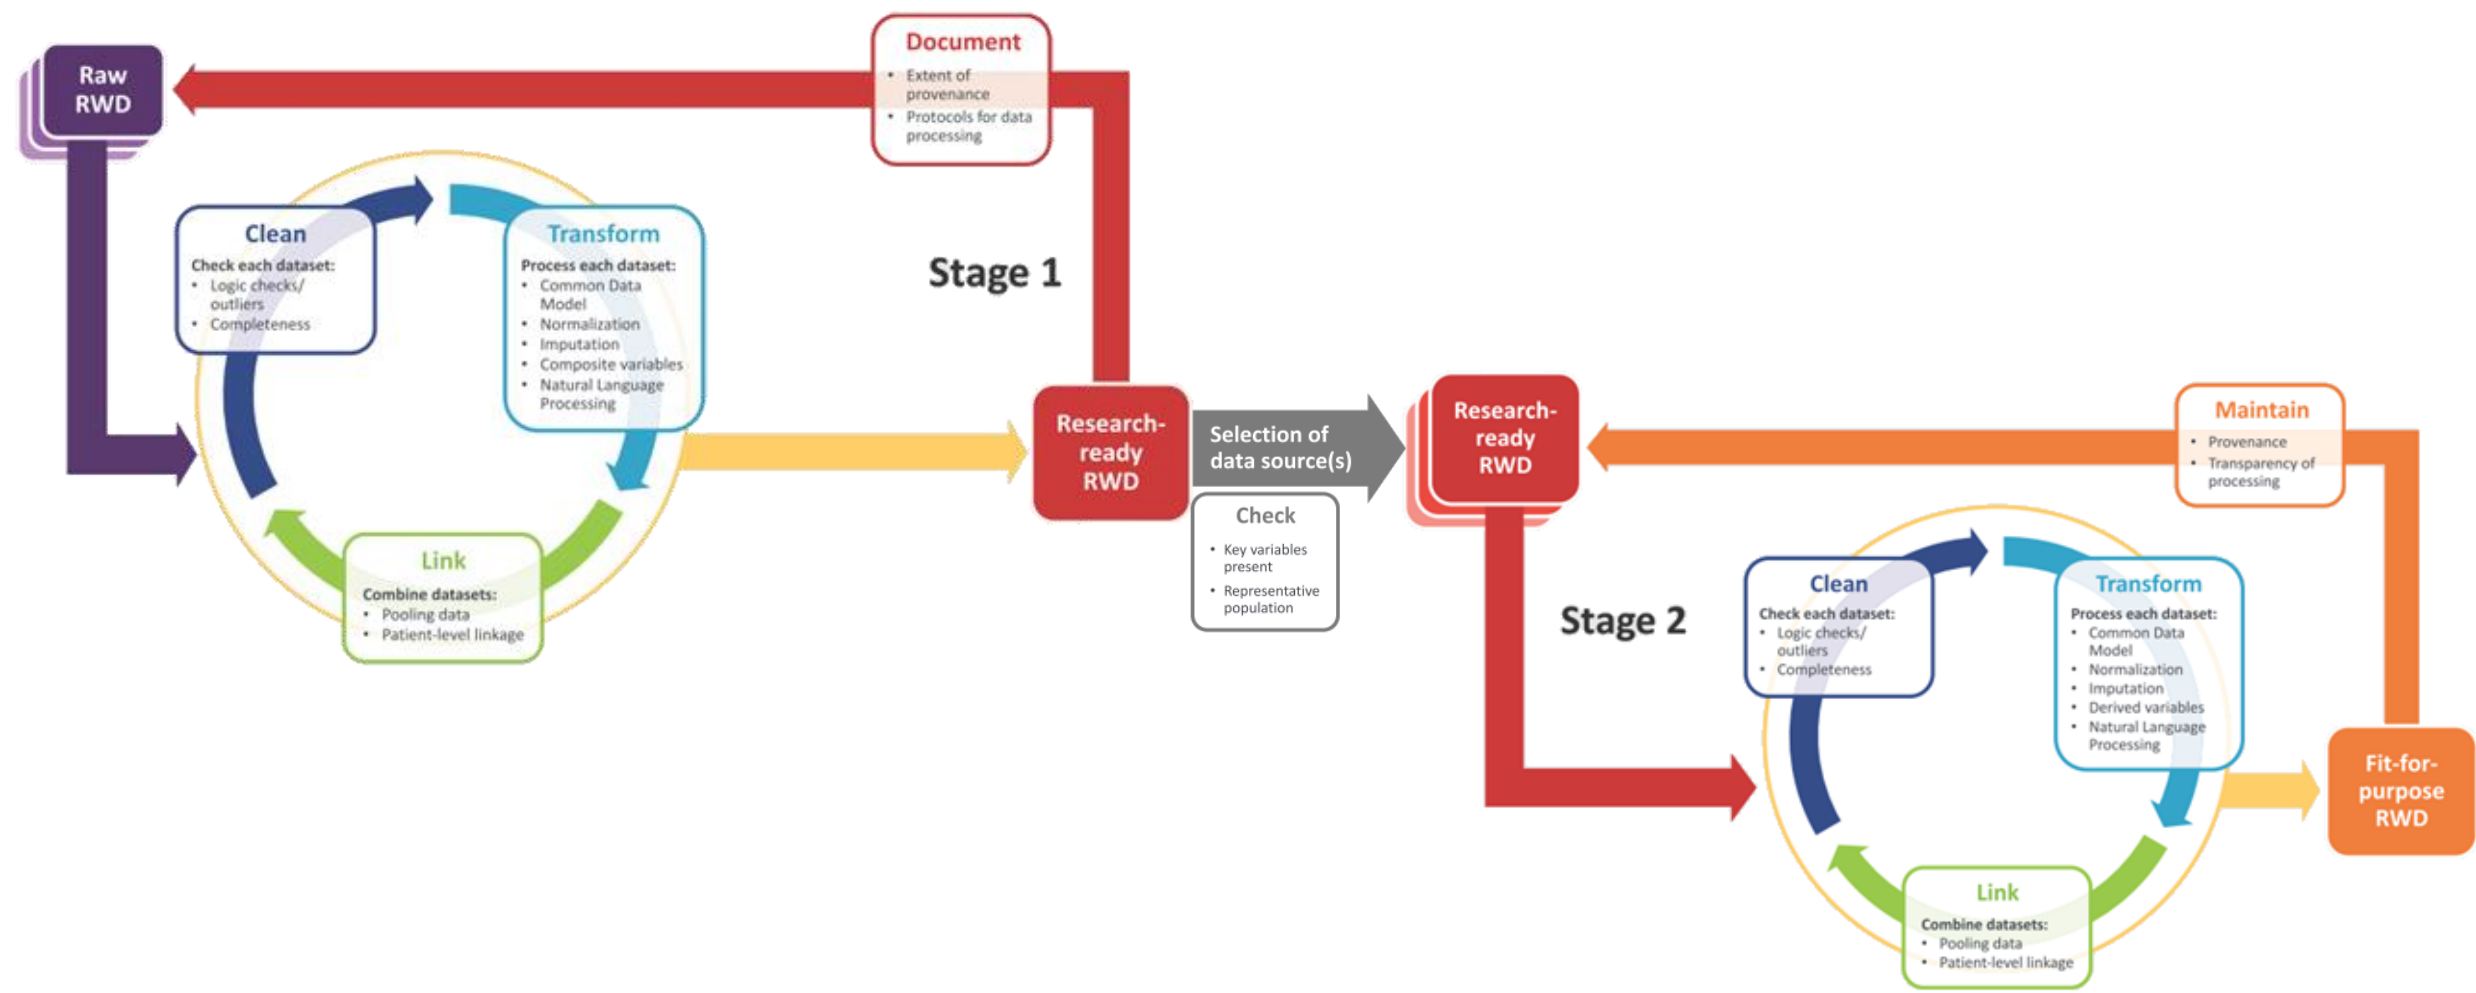 Raw
RWD
Document
• Extent of
provenance
• Protocols for data
processing
Clean
Check each dataset:
• Logic checks/
outliers
• Completeness
Transform
Process each dataset:
• Common Data
Model
• Normalization
• Imputation
• Composite variables
• Natural Language
Processing
Link
Combine datasets:
• Pooling data
• Patient-level linkage
Stage 1
Research-
ready
RWD
Selection of
data source(s)
Check
• Key variables
present
• Representative
population
Research-
ready
RWD
Maintain
• Provenance
• Transparency of
processing
Stage 2
Clean
Check each dataset:
• Logic checks/
outliers
• Completeness
Transform
Process each dataset:
• Common Data
Model
• Normalization
• Imputation
• Derived variables
• Natural Language
Processing
Link
Combine datasets:
• Pooling data
• Patient-level linkage
Fit-for-
purpose
RWD